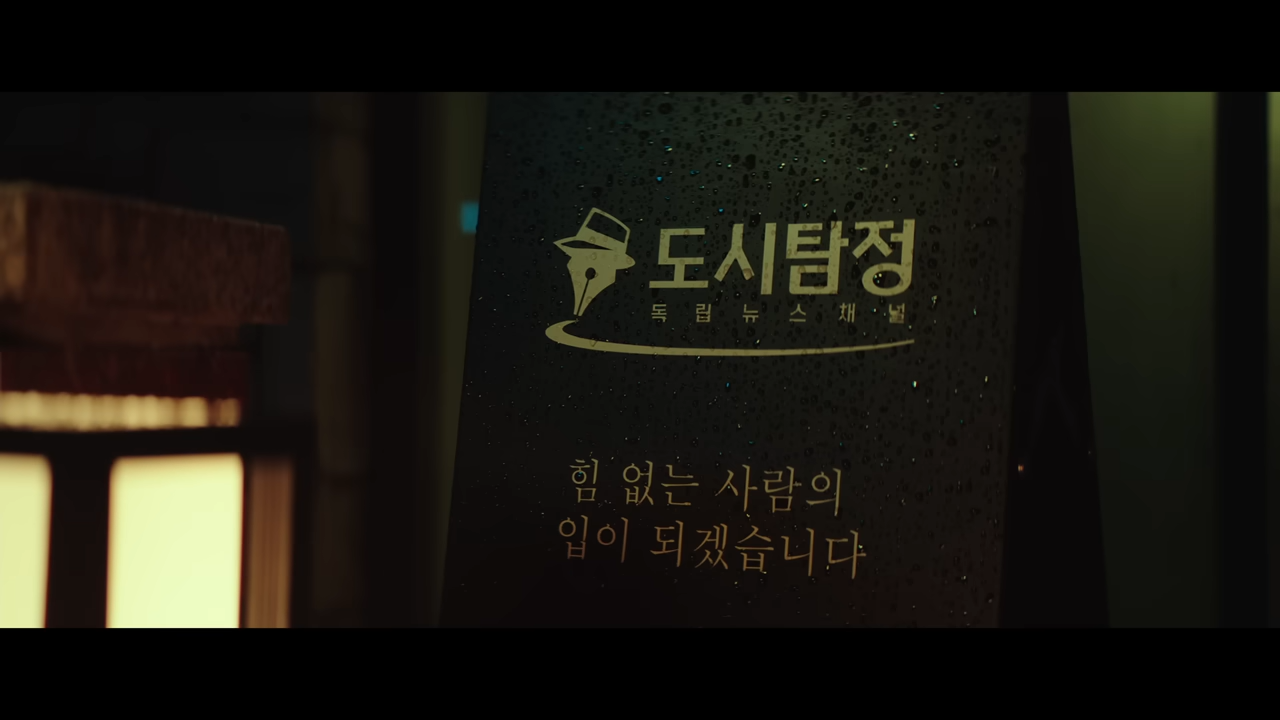 도시탐정
독립뉴스채널
힘 없는 사람의
입이 되겠습니다